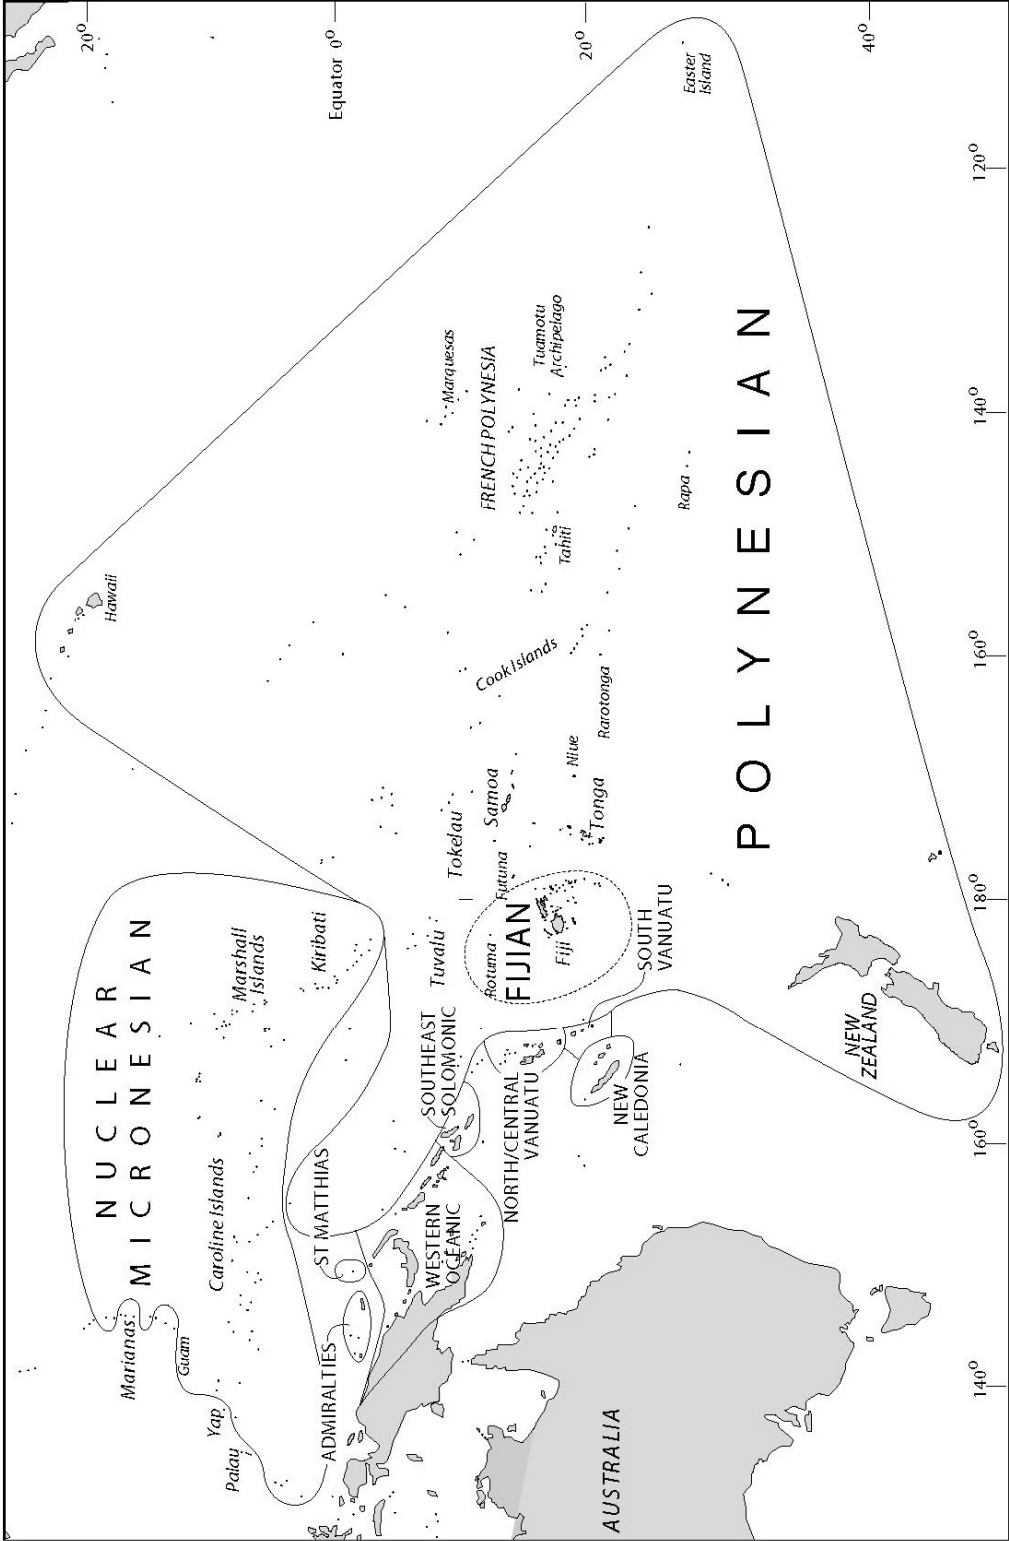 20°
Equator 0°
20°
40°
120°
140°
160°
180°
160°
140°
Easter
Island
Hawaii
Marquesas
FRENCH POLYNESIA
Tuamotu
Archipelago
Tahiti
Rapa
Cook Islands
Rarotonga
Niue
Samoa
Tonga
Tokelau
Futuna
POLYNESIAN
NUCLEAR
MICRONESIAN
Marshall
Islands
Kiribati
Tuvalu
Rotuma
FIJIAN
Fiji
SOUTH
VANUATU
SOUTHEAST
SOLOMONIC
NORTH/CENTRAL
VANUATU
NEW
CALEDONIA
NEW
ZEALAND
Caroline Islands
ST MATTHIAS
WESTERN
OCEANIC
Marianas
Guam
Yap
Palau
ADMIRALTIES
AUSTRALIA